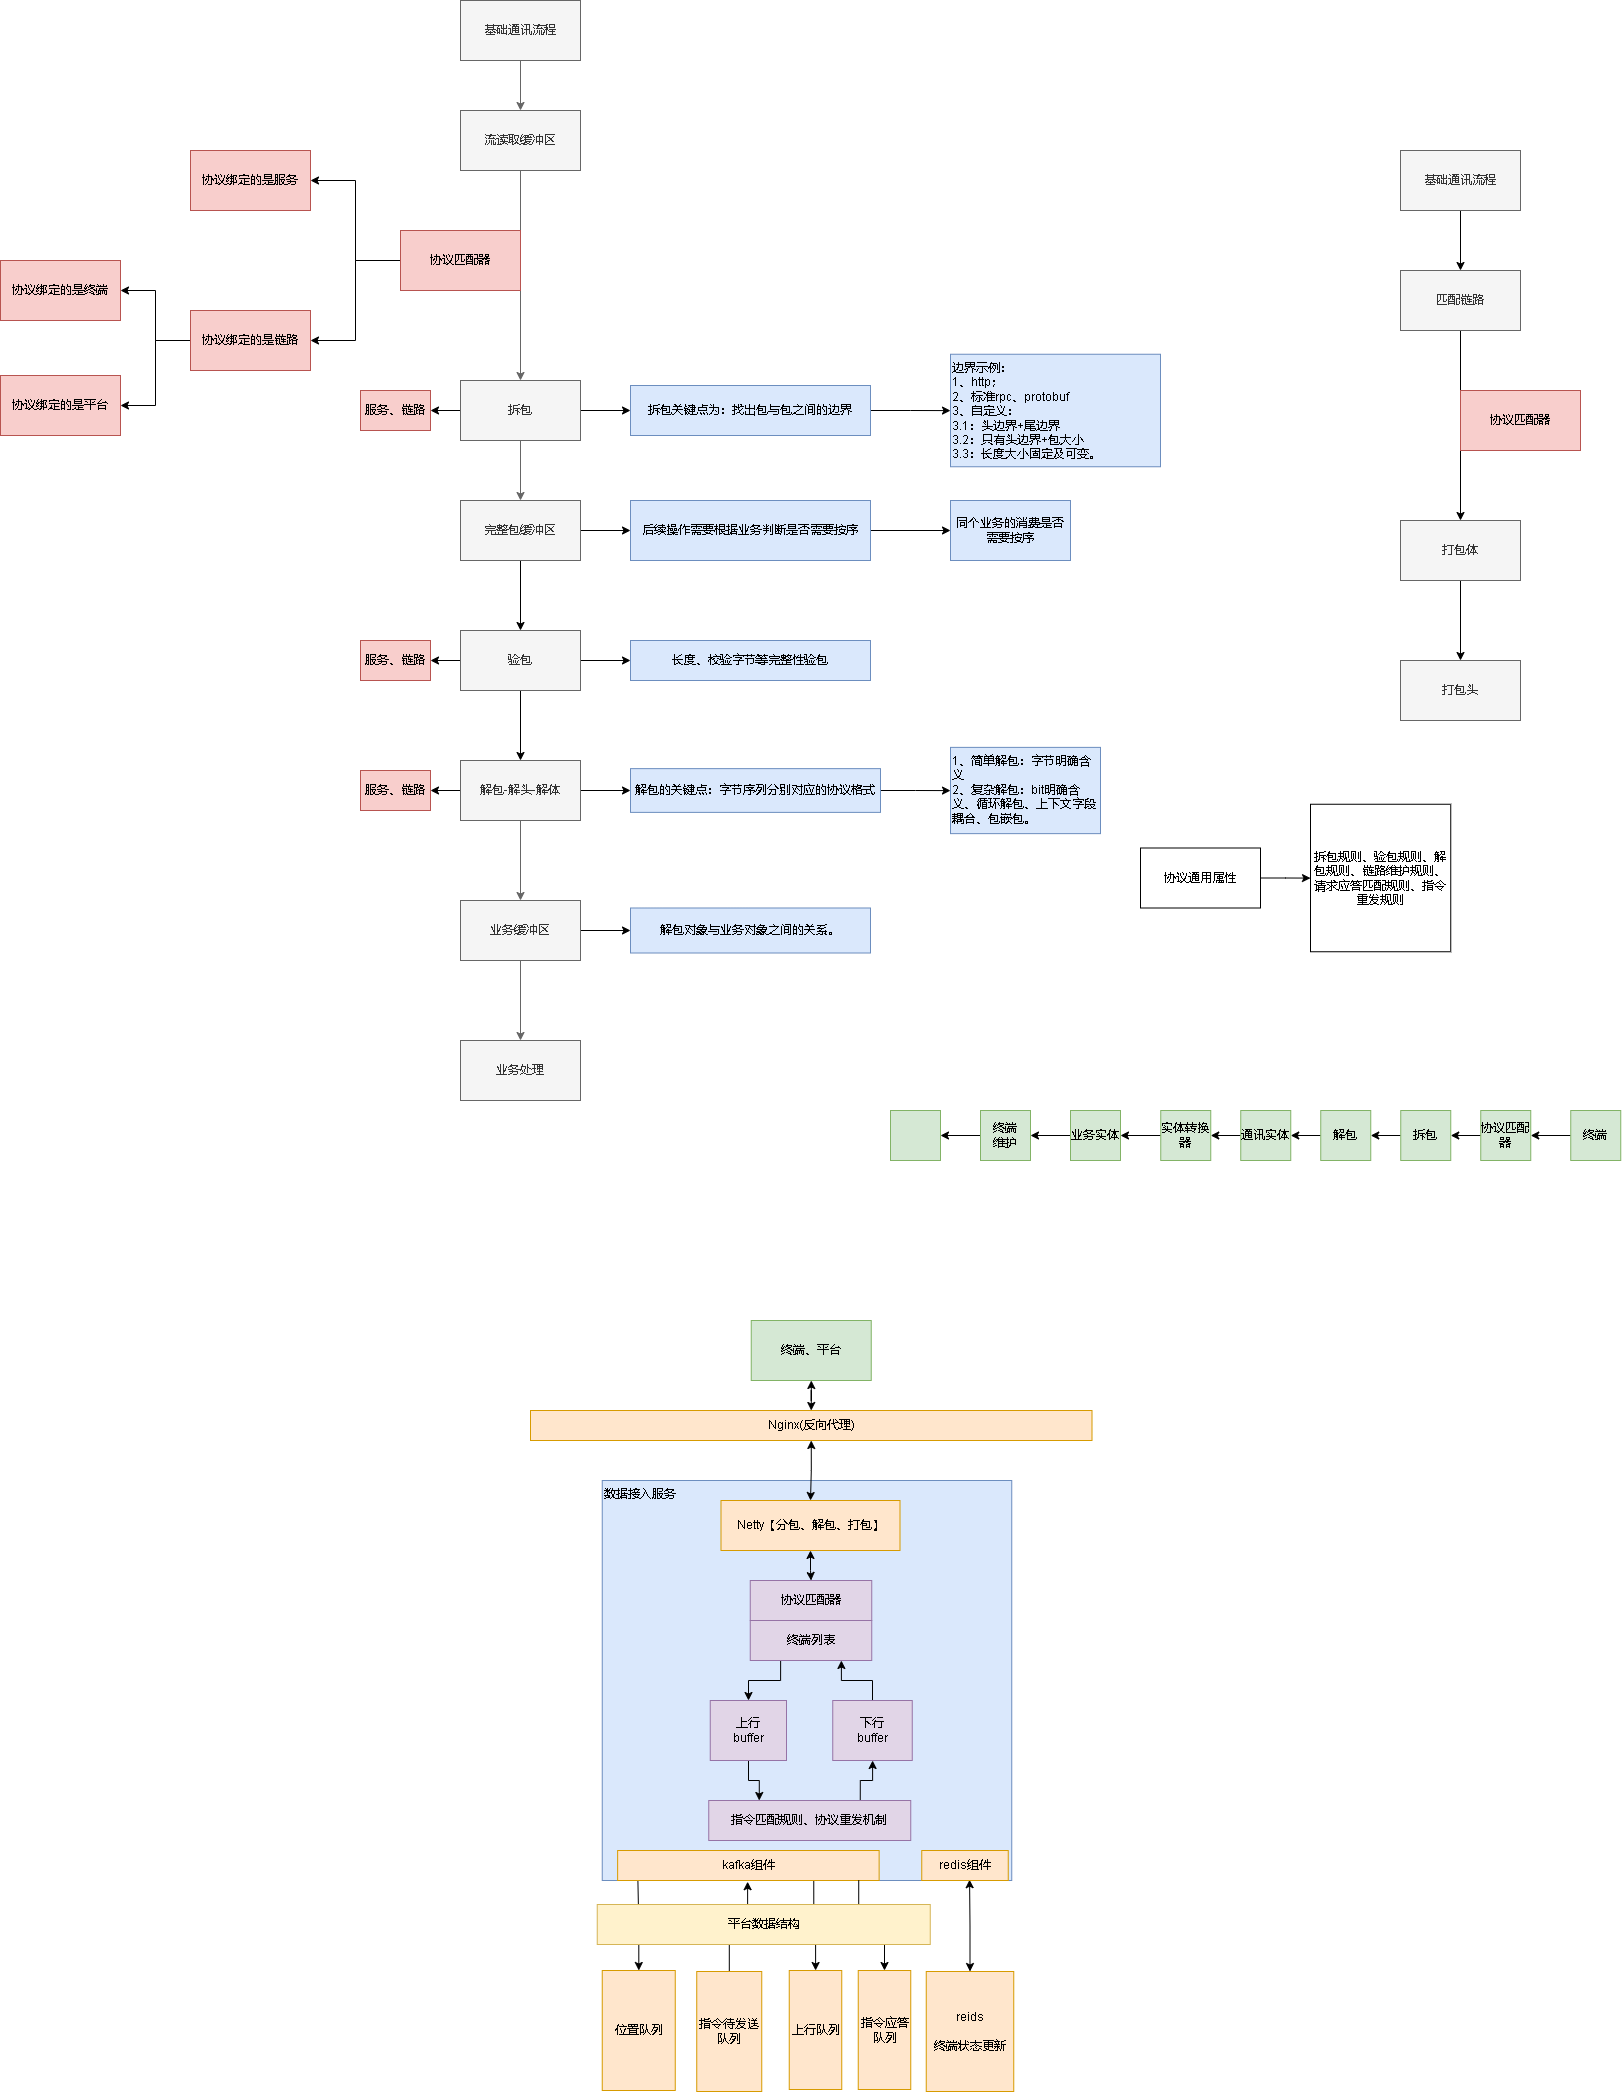 基础通讯流程
流读取缓冲区
协议绑定的是服务
协议匹配器
协议绑定的是终端
协议绑定的是链路
协议绑定的是平台
服务、链路
拆包
拆包关键点为：找出包与包之间的边界
边界示例：
1、http；
2、标准rpc、protobuf
3、自定义：
3.1：头边界+尾边界
3.2：只有头边界+包大小
3.3：长度大小固定及可变。
完整包缓冲区
后续操作需要根据业务判断是否需要按序
同个业务的消费是否
需要按序
服务、链路
验包
长度、校验字节等完整性验包
服务、链路
解包-解头-解体
解包的关键点：字节序列分别对应的协议格式
1、简单解包：字节明确含
义
2、复杂解包：bit明确含
义、循环解包、上下文字段
耦合、包嵌包。
业务缓冲区
解包对象与业务对象之间的关系。
业务处理
基础通讯流程
匹配链路
协议匹配器
打包体
打包头
协议通用属性
拆包规则、验包规则、解
包规则、链路维护规则、
请求应答匹配规则、指令
重发规则
终端
维护
业务实体
实体转换
器
通讯实体
解包
拆包
协议匹配
器
终端
终端、平台
Nginx(反向代理)
数据接入服务
Netty【分包、解包、打包】
协议匹配器
终端列表
上行
buffer
下行
buffer
指令匹配规则、协议重发机制
kafka组件
redis组件
平台数据结构
位置队列
指令待发送
队列
上行队列
指令应答
队列
reids
终端状态更新